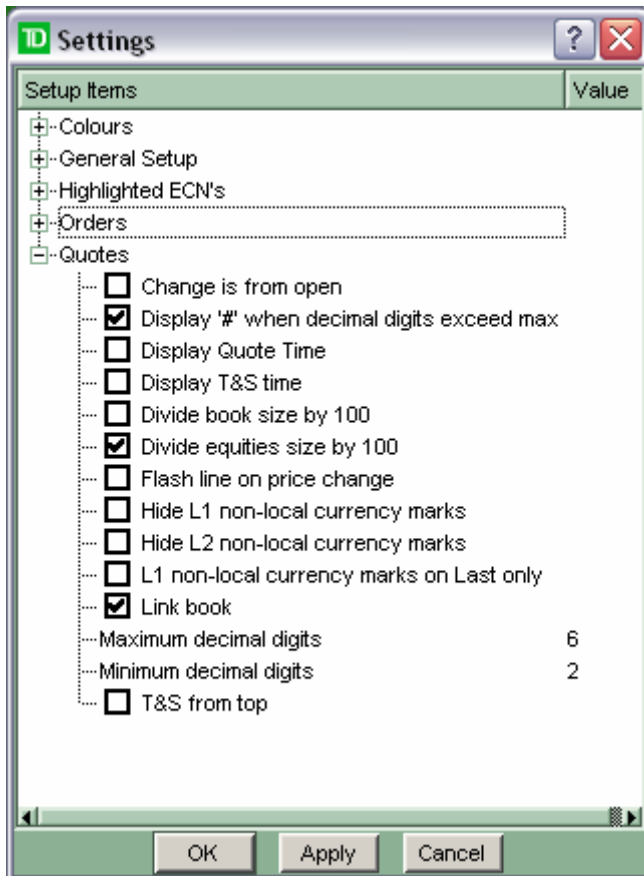 TD Settings
Setup Items Value
Colours
General Setup
Highlighted ECN's
Orders
Quotes
Change is from open
Display '#' when decimal digits exceed max
Display Quote Time
Display T&S time
Divide book size by 100
Divide equities size by 100
Flash line on price change
Hide L1 non-local currency marks
Hide L2 non-local currency marks
L1 non-local currency marks on Last only
Link book
Maximum decimal digits 6
Minimum decimal digits 2
T&S from top
OK Apply Cancel